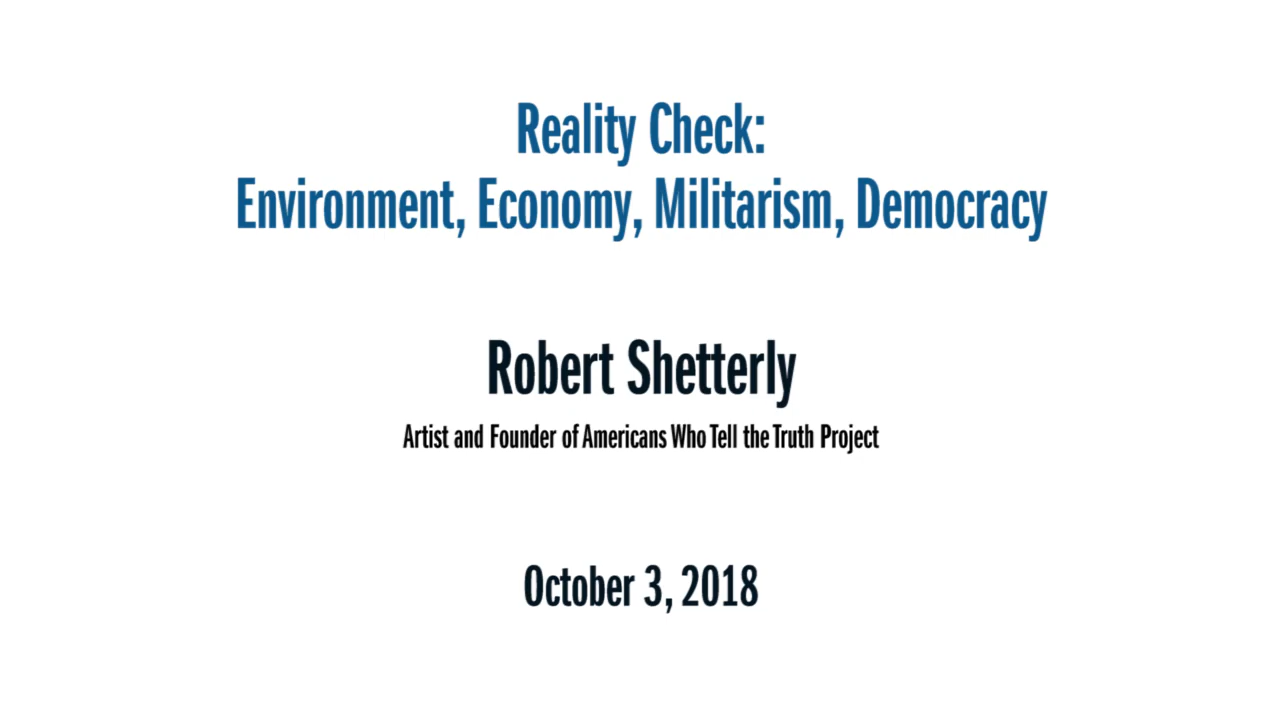 Reality Check:
Environment, Economy, Militarism, Democracy
Robert Shetterly
Artist and Founder of Americans Who Tell the Truth Project
October 3, 2018